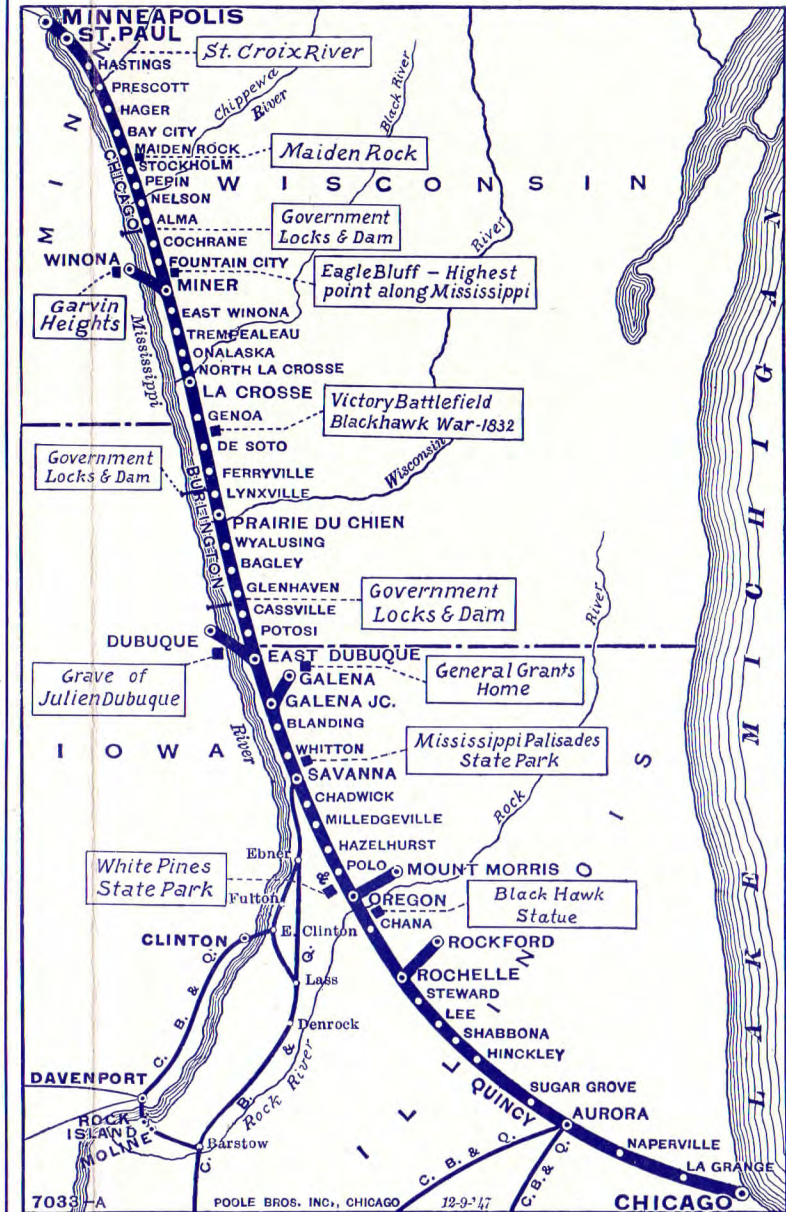 MINNEAPOLIS
ST. PAUL
St. Croix River
HASTINGS
PRESCOTT
Chippewa
River
Black River
HAGER
BAY CITY
MAIDEN ROCK
Maiden Rock
STOCKHOLM
PEPIN
WISCONSIN
NELSON
MINN
CHICAGO
ALMA
Government
Locks & Dam
COCHRANE
River
WINONA
FOUNTAIN CITY
Eagle Bluff – Highest
point along Mississippi
MINER
Garvin
Heights
EAST WINONA
Mississippi
TREMPEALEAU
ONALASKA
NORTH LA CROSSE
LA CROSSE
Victory Battlefield
Blackhawk War-1832
GENOA
DE SOTO
Government
Locks & Dam
FERRYVILLE
Wisconsin
BURLINGTON
LYNXVILLE
PRAIRIE DU CHIEN
WYALUSING
BAGLEY
GLENHAVEN
Government
Locks & Dam
CASSVILLE
POTOSI
River
DUBUQUE
EAST DUBUQUE
Grave of
Julien Dubuque
General Grants
Home
GALENA
GALENA JC.
BLANDING
IOWA
River
WHITTON
Mississippi Palisades
State Park
SAVANNA
CHADWICK
Rock
MILLEDGEVILLE
HAZELHURST
Ebner
POLO
MOUNT MORRIS
White Pines
State Park
&
Fulton
OREGON
Black Hawk
Statue
CHANA
CLINTON
E. Clinton
ROCKFORD
Q.
Lass
ROCHELLE
STEWARD
LEE
Denrock
SHABBONA
HINCKLEY
C. B. & Q.
&
B.
C.
Rock River
DAVENPORT
ROCK
ISLAND
MOLINE
Barstow
QUINCY
SUGAR GROVE
AURORA
NAPERVILLE
LA GRANGE
CHICAGO
C. B. & Q.
C. B. & Q.
ILLINOIS
LAKE MICHIGAN
7033-A
POOLE BROS. INC., CHICAGO
12-9-'47